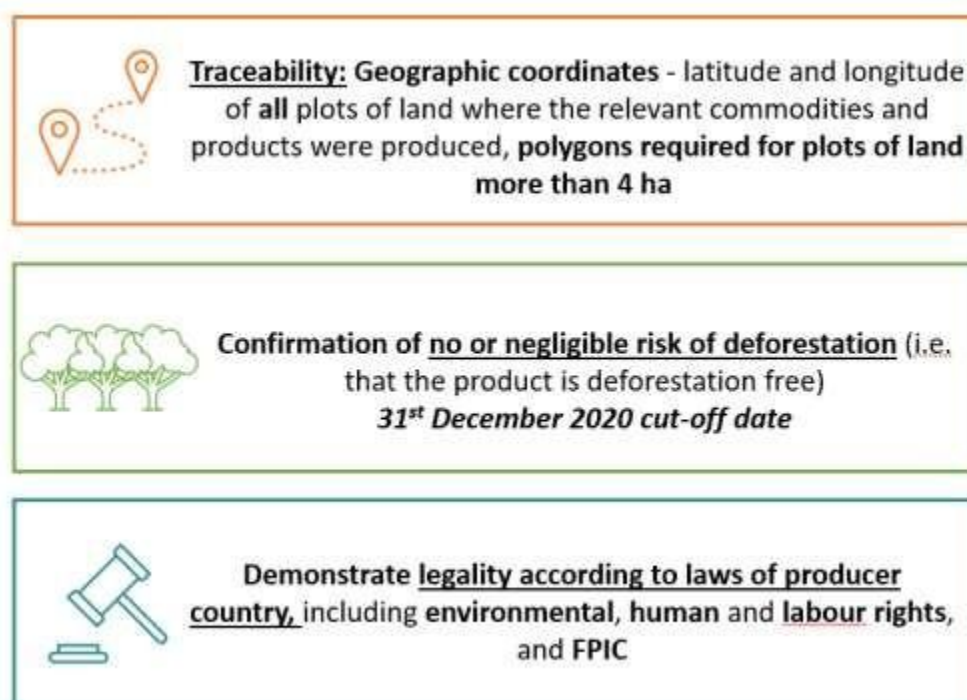 Traceability: Geographic coordinates - latitude and longitude
of all plots of land where the relevant commodities and
products were produced, polygons required for plots of land
more than 4 ha
Confirmation of no or negligible risk of deforestation (i.e.
that the product is deforestation free)
31st December 2020 cut-off date
Demonstrate legality according to laws of producer
country, including environmental, human and labour rights,
and FPIC